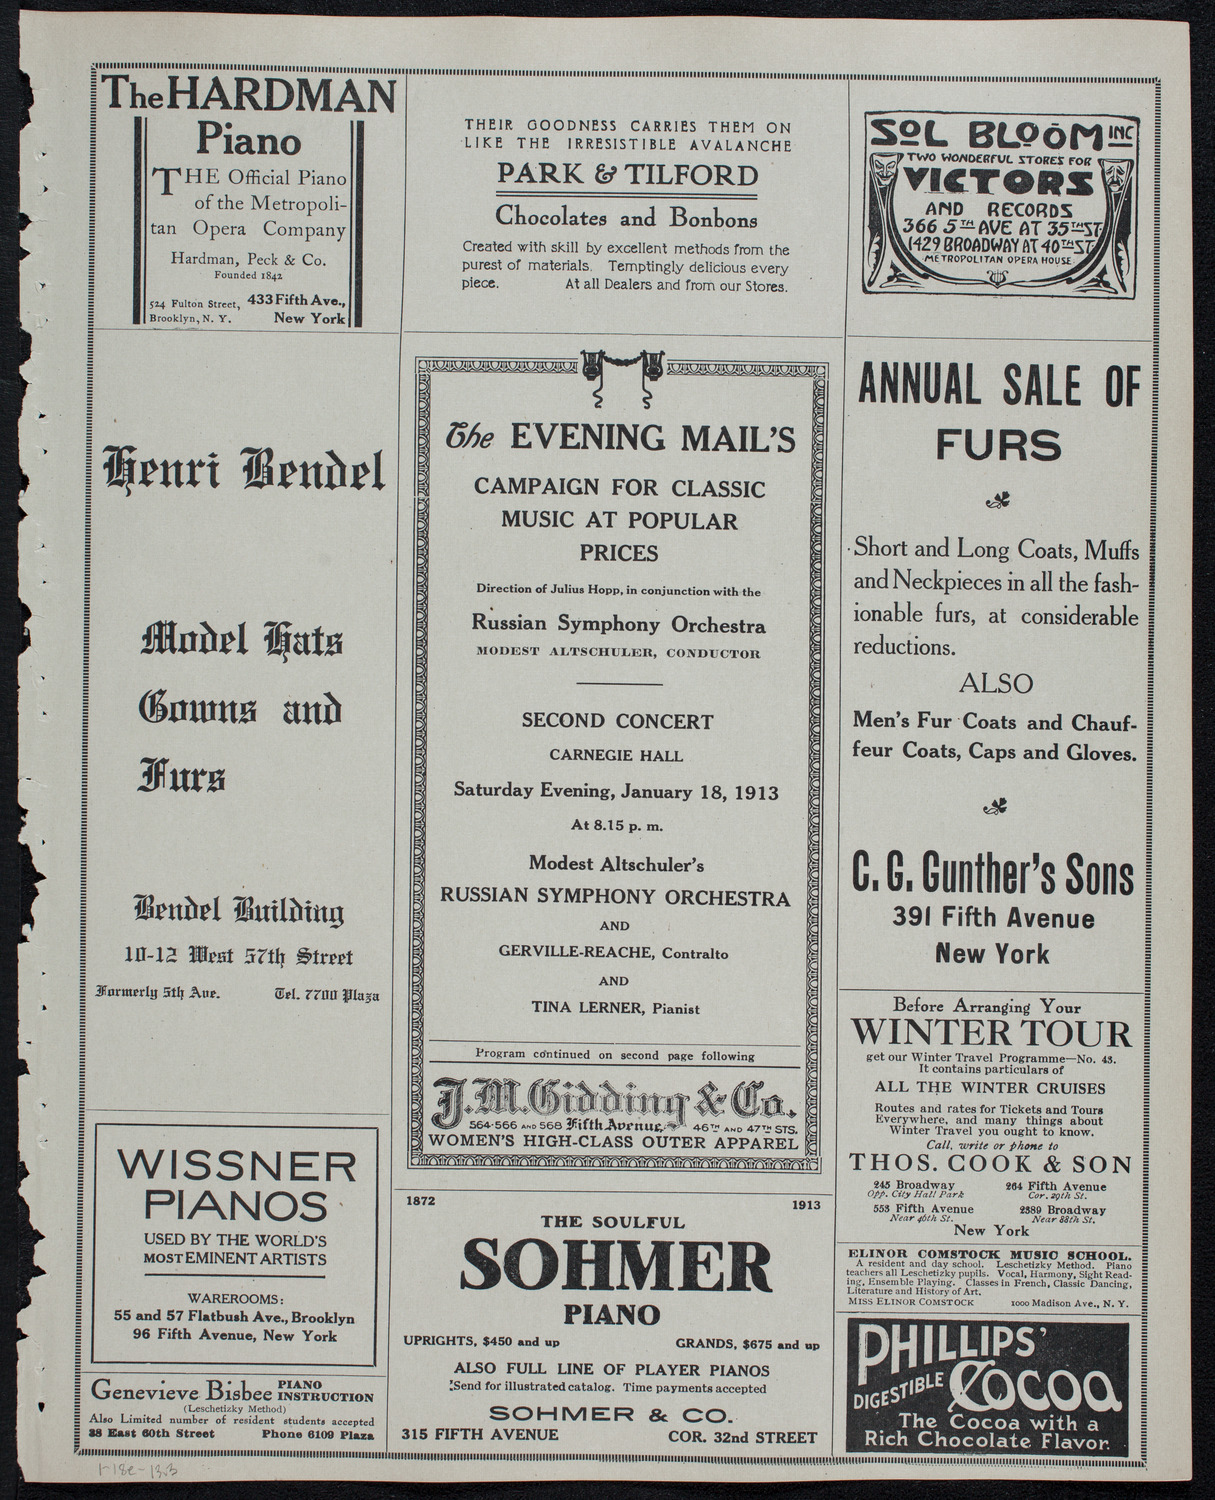 The HARDMAN
Piano
THE Official Piano
of the Metropoli-
tan Opera Company
Hardman, Peck & Co.
Founded 1842
524 Fulton Street, 433 Fifth Ave.,
Brooklyn, N. Y. New York
THEIR GOODNESS CARRIES THEM ON
LIKE THE IRRESISTIBLE AVALANCHE
PARK & TILFORD
Chocolates and Bonbons
Created with skill by excellent methods from the
purest of materials. Temptingly delicious every
piece. At all Dealers and from our Stores.
SOL BLOOM INC
TWO WONDERFUL STORES FOR
VICTORS
AND RECORDS
366 5TH AVE AT 35TH ST.
1429 BROADWAY AT 40TH ST.
METROPOLITAN OPERA HOUSE
Henri Bendel
Model Hats
Gowns and
Furs
Bendel Building
10-12 West 57th Street
Formerly 5th Ave. Tel. 7700 Plaza
WISSNER
PIANOS
USED BY THE WORLD'S
MOST EMINENT ARTISTS
WAREROOMS:
55 and 57 Flatbush Ave., Brooklyn
96 Fifth Avenue, New York
Genevieve Bisbee PIANO
INSTRUCTION
(Leschetizky Method)
Also Limited number of resident students accepted
38 East 60th Street Phone 6109 Plaza
The EVENING MAIL'S
CAMPAIGN FOR CLASSIC
MUSIC AT POPULAR
PRICES
Direction of Julius Hopp, in conjunction with the
Russian Symphony Orchestra
MODEST ALTSCHULER, CONDUCTOR
SECOND CONCERT
CARNEGIE HALL
Saturday Evening, January 18, 1913
At 8.15 p. m.
Modest Altschuler's
RUSSIAN SYMPHONY ORCHESTRA
AND
GERVILLE-REACHE, Contralto
AND
TINA LERNER, Pianist
Program continued on second page following
J.M. Gidding & Co.
564-566 AND 568 Fifth Avenue, 46TH AND 47TH STS.
WOMEN'S HIGH-CLASS OUTER APPAREL
1872 1913
THE SOULFUL
SOHMER
PIANO
UPRIGHTS, $450 and up GRANDS, $675 and up
ALSO FULL LINE OF PLAYER PIANOS
Send for illustrated catalog. Time payments accepted
SOHMER & CO.
315 FIFTH AVENUE COR. 32nd STREET
ANNUAL SALE OF
FURS
Short and Long Coats, Muffs
and Neckpieces in all the fash-
ionable furs, at considerable
reductions.
ALSO
Men's Fur Coats and Chauf-
feur Coats, Caps and Gloves.
C. G. Gunther's Sons
391 Fifth Avenue
New York
Before Arranging Your
WINTER TOUR
get our Winter Travel Programme—No. 43.
It contains particulars of
ALL THE WINTER CRUISES
Routes and rates for Tickets and Tours
Everywhere, and many things about
Winter Travel you ought to know.
Call, write or phone to
THOS. COOK & SON
245 Broadway 264 Fifth Avenue
Opp. City Hall Park Cor. 29th St.
553 Fifth Avenue 2389 Broadway
Near 46th St. Near 88th St.
New York
ELINOR COMSTOCK MUSIC SCHOOL.
A resident and day school. Leschetizky Method. Piano
teachers all Leschetizky pupils. Vocal, Harmony, Sight Read-
ing, Ensemble Playing. Classes in French, Classic Dancing,
Literature and History of Art.
MISS ELINOR COMSTOCK 1000 Madison Ave., N. Y.
PHILLIPS'
DIGESTIBLE COCOA
The Cocoa with a
Rich Chocolate Flavor.